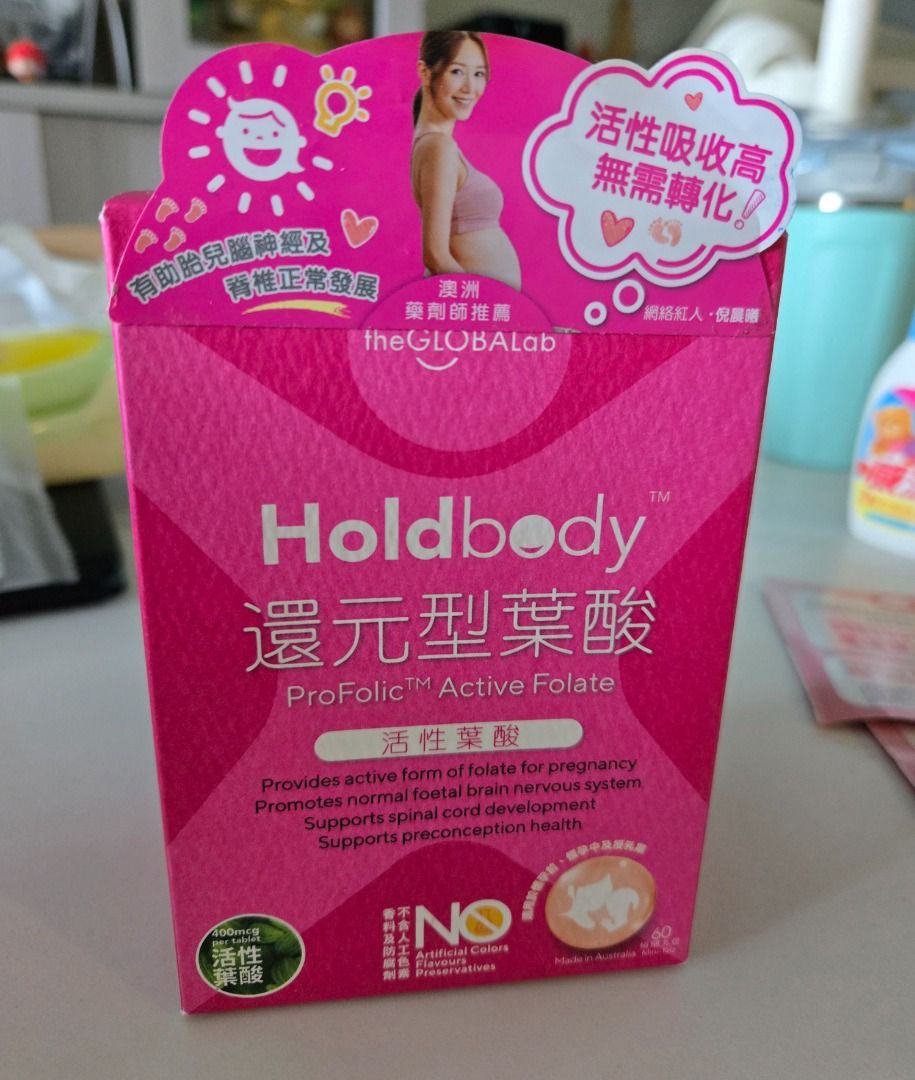 活性吸收高
無需轉化！
有助胎兒腦神經及
脊椎正常發展
澳洲
藥劑師推薦
網絡紅人・倪晨曦
theGLOBALab
Holdbody™
還元型葉酸
ProFolic™ Active Folate
活性葉酸
Provides active form of folate for pregnancy
Promotes normal foetal brain nervous system
Supports spinal cord development
Supports preconception health
400mcg
per tablet
活性
葉酸
不含人工色素
香料及防腐劑
NO
Artificial Colors
Flavours
Preservatives
60
Made in Australia